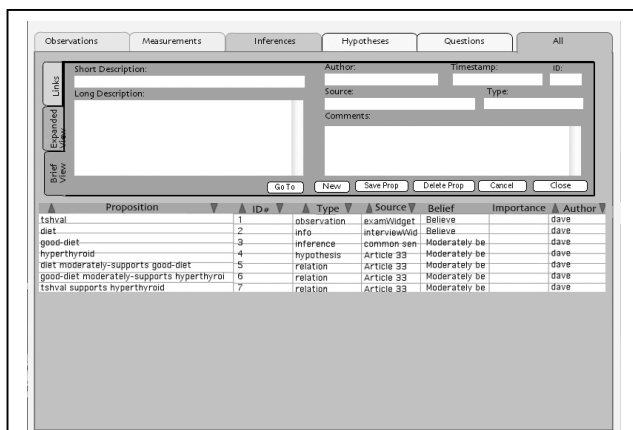 Observations Measurements Inferences Hypotheses Questions All
Links
Expanded View
Brief View
Short Description: Author: Timestamp: ID:
Long Description: Source: Type:
Comments:
Go To New Save Prop Delete Prop Cancel Close
Proposition ID# Type Source Belief Importance Author
tshval 1 observation examWidget Believe dave
diet 2 info interviewWid Believe dave
good-diet 3 inference common sen Moderately be dave
hyperthyroid 4 hypothesis Article 33 Moderately be dave
diet moderately-supports good-diet 5 relation Article 33 Moderately be dave
good-diet moderately-supports hyperthyroi 6 relation Article 33 Moderately be dave
tshval supports hyperthyroid 7 relation Article 33 Moderately be dave